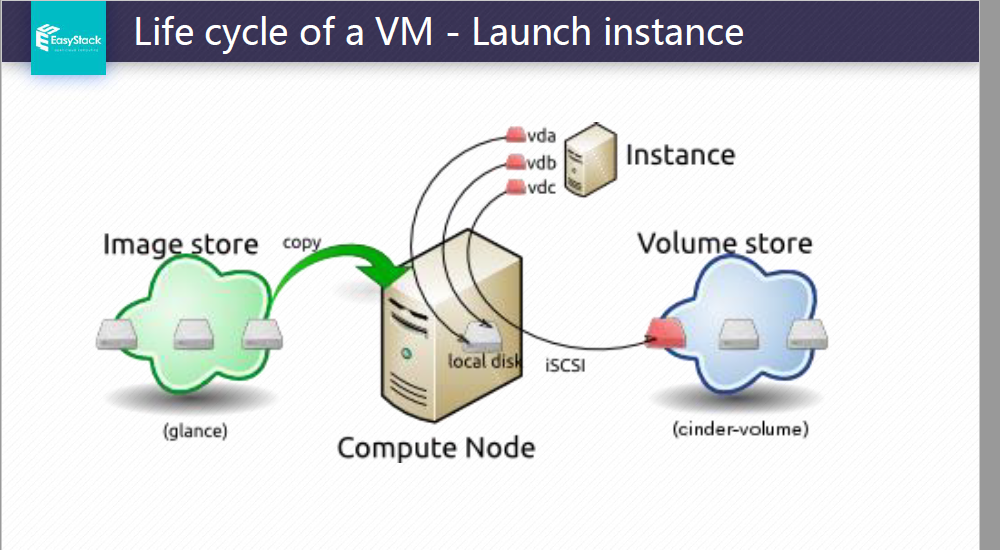 EasyStack
Life cycle of a VM - Launch instance
vda
vdb
vdc
Instance
Image store
copy
Volume store
local disk
iSCSI
(glance)
(cinder-volume)
Compute Node